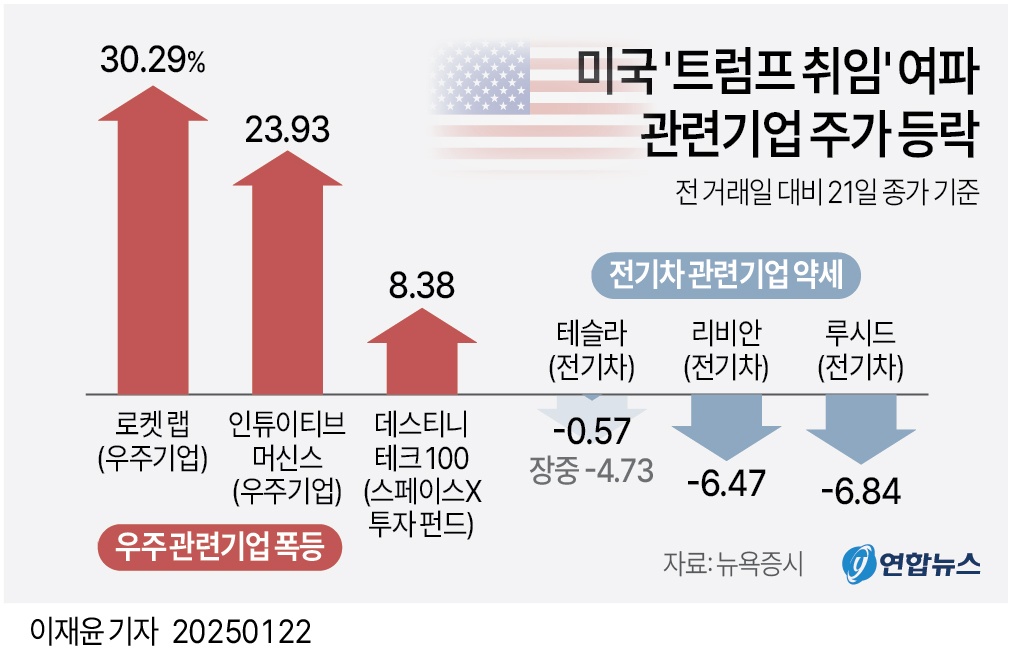 미국 '트럼프 취임' 여파
관련기업 주가 등락
전 거래일 대비 21일 종가 기준
30.29%
23.93
8.38
로켓 랩
(우주기업)
인튜이티브
머신스
(우주기업)
데스티니
테크 100
(스페이스X
투자 펀드)
우주 관련기업 폭등
전기차 관련기업 약세
테슬라
(전기차)
리비안
(전기차)
루시드
(전기차)
-0.57
장중 -4.73
-6.47
-6.84
자료: 뉴욕증시
연합뉴스
이재윤 기자 20250122